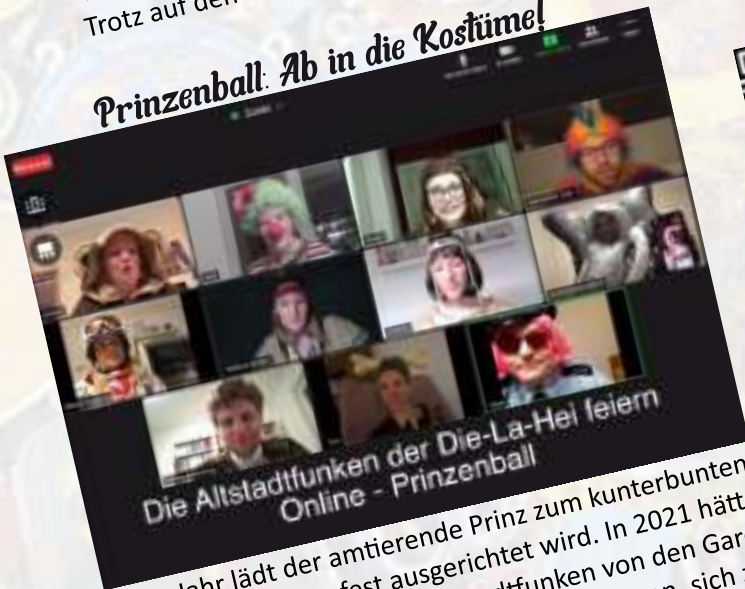 Trotz auf den
Prinzenball: Ab in die Kostüme!
Die Altstadtfunken der Die-La-Hei feiern
Online - Prinzenball
Jahr lädt der amtierende Prinz zum kunterbunten
fest ausgerichtet wird. In 2021 hätt
dtfunken von den Gar
sich